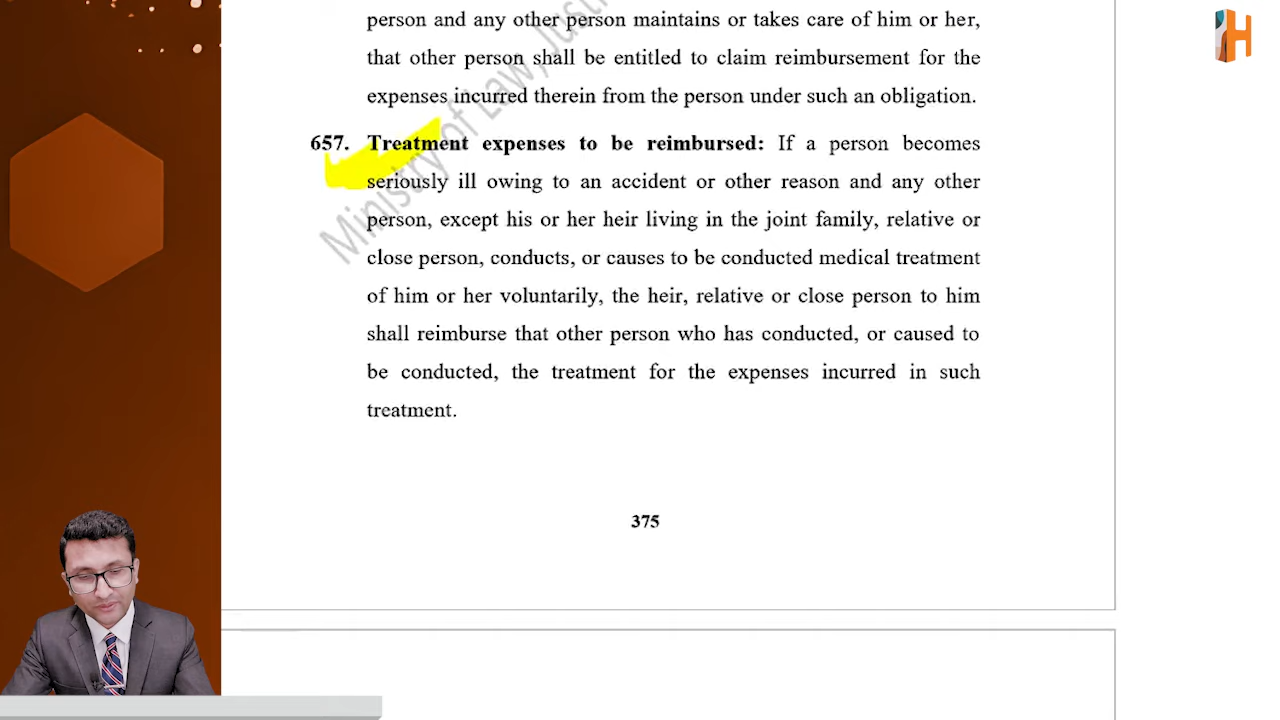 person and any other person maintains or takes care of him or her,
that other person shall be entitled to claim reimbursement for the
expenses incurred therein from the person under such an obligation.
657. Treatment expenses to be reimbursed: If a person becomes
seriously ill owing to an accident or other reason and any other
person, except his or her heir living in the joint family, relative or
close person, conducts, or causes to be conducted medical treatment
of him or her voluntarily, the heir, relative or close person to him
shall reimburse that other person who has conducted, or caused to
be conducted, the treatment for the expenses incurred in such
treatment.
Ministry of Law, Justi
375
H